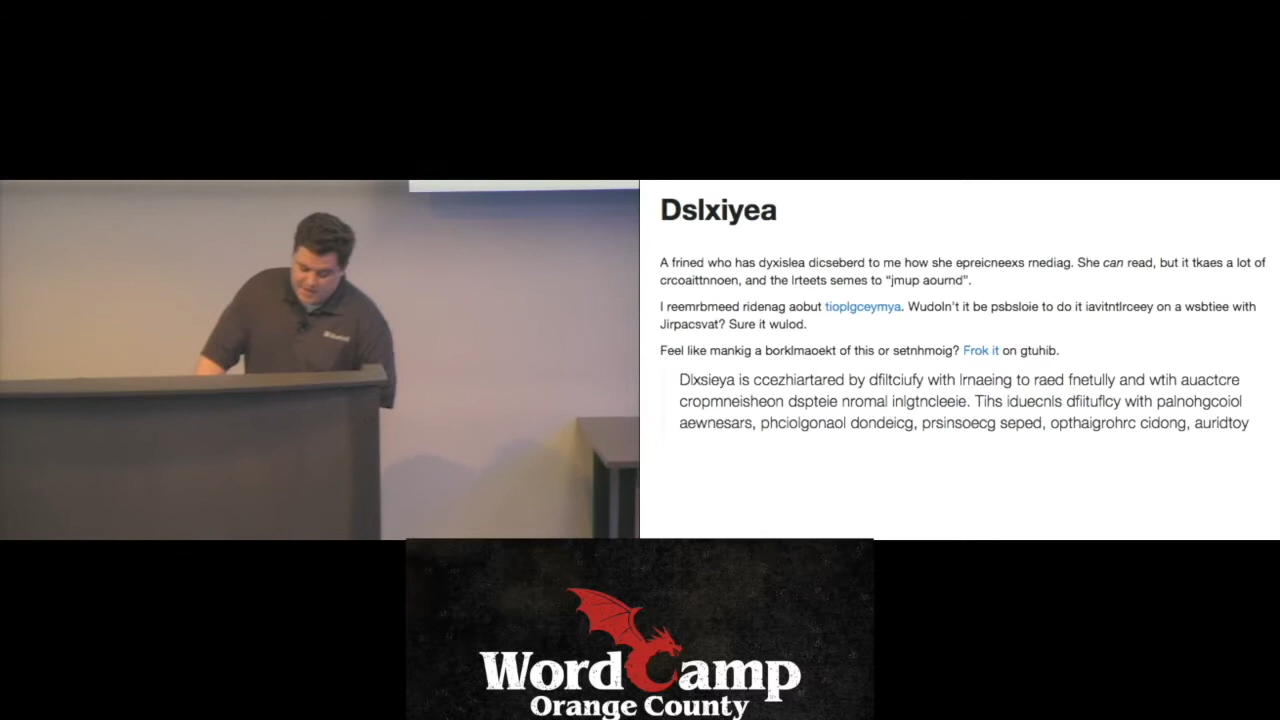 Dslxiyea
A frined who has dyxislea dicseberd to me how she epreicneexs rnediag. She can read, but it tkaes a lot of
crcoaittnnoen, and the lrteets semes to “jmup aournd”.
I reemrbmeed ridenag aobut tioplgceymya. Wudoln't it be psbsloie to do it iavitntlrceey on a wsbtiee with
Jirpacsvat? Sure it wulod.
Feel like mankig a borklmaoekt of this or setnhmoig? Frok it on gtuhib.
Dlxsieya is ccezhiartared by dfiltciufy with lrnaeing to raed fnetully and wtih auactcre
cropmneisheon dspteie nromal inlgtncleeie. Tihs iduecnls dfiituflcy with palnohgcoiol
aewnesars, phciolgonaol dondeicg, prsinsoecg seped, opthaigrohrc cidong, auridtoy
WordCamp
Orange County